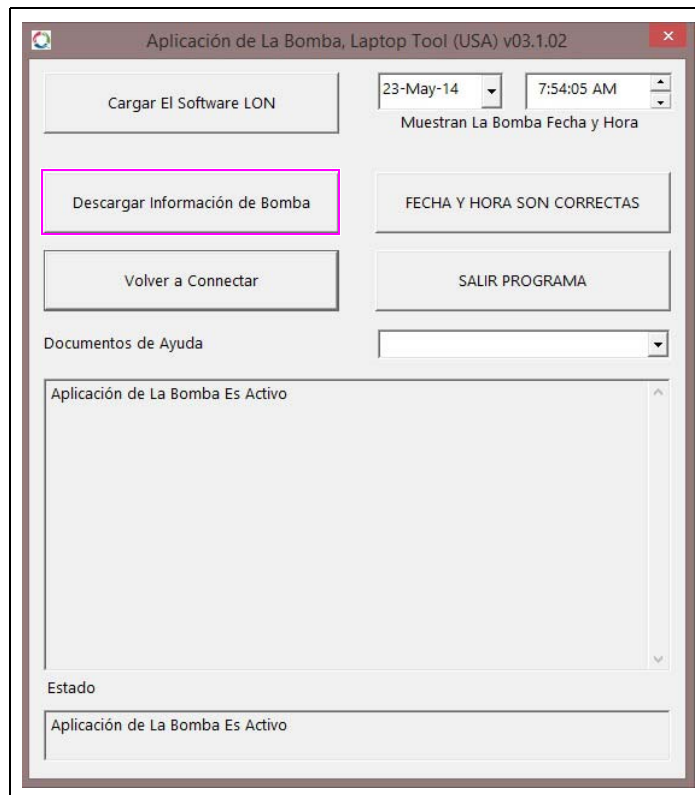 Aplicación de La Bomba, Laptop Tool (USA) v03.1.02
Cargar El Software LON
23-May-14
7:54:05 AM
Muestran La Bomba Fecha y Hora
Descargar Información de Bomba
FECHA Y HORA SON CORRECTAS
Volver a Connectar
SALIR PROGRAMA
Documentos de Ayuda
Aplicación de La Bomba Es Activo
Estado
Aplicación de La Bomba Es Activo